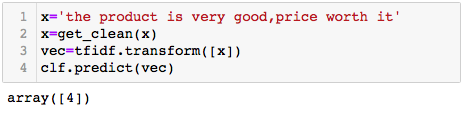 1 x='the product is very good,price worth it'
2 x=get_clean(x)
3 vec=tfidf.transform([x])
4 clf.predict(vec)
array([4])